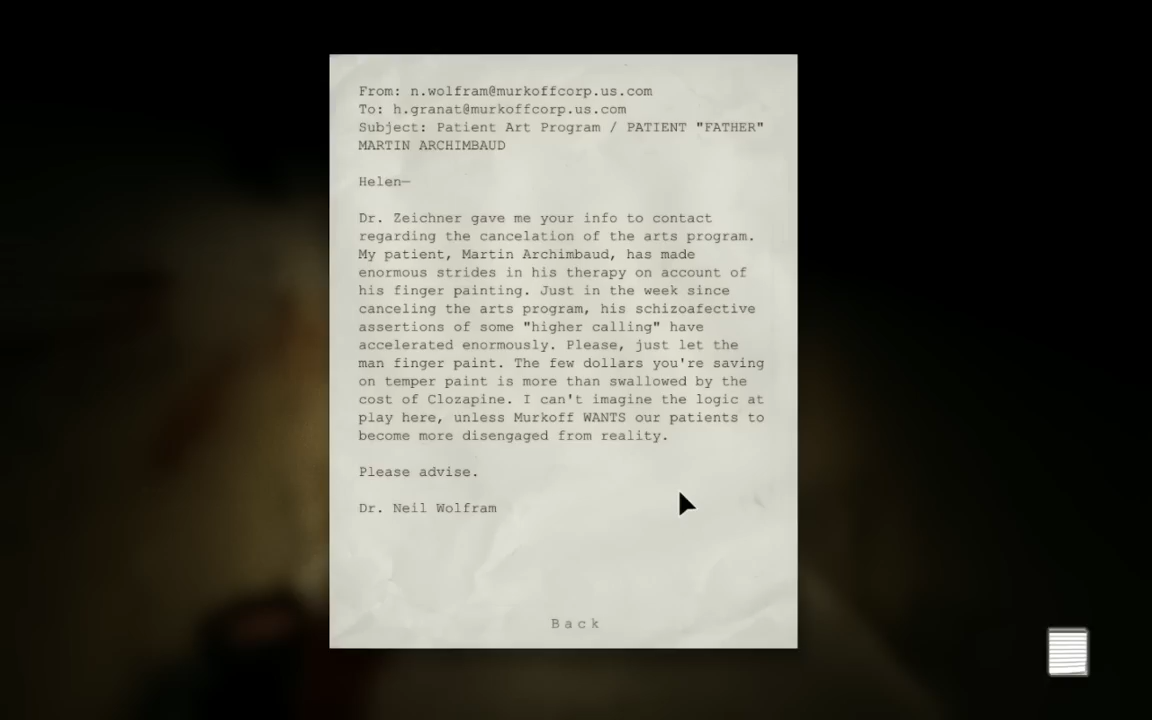 From: n.wolfram@murkoffcorp.us.com
To: h.granat@murkoffcorp.us.com
Subject: Patient Art Program / PATIENT "FATHER"
MARTIN ARCHIMBAUD
Helen—
Dr. Zeichner gave me your info to contact
regarding the cancelation of the arts program.
My patient, Martin Archimbaud, has made
enormous strides in his therapy on account of
his finger painting. Just in the week since
canceling the arts program, his schizoafective
assertions of some "higher calling" have
accelerated enormously. Please, just let the
man finger paint. The few dollars you're saving
on temper paint is more than swallowed by the
cost of Clozapine. I can't imagine the logic at
play here, unless Murkoff WANTS our patients to
become more disengaged from reality.
Please advise.
Dr. Neil Wolfram
Back